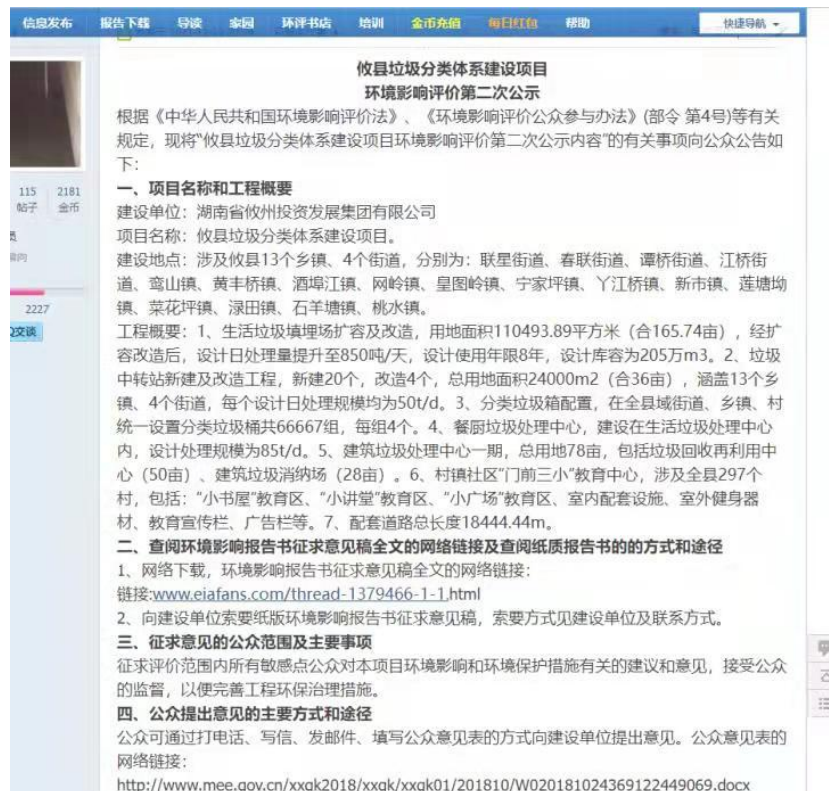 信息发布 报告下载 导读 家园 环评书店 培训 金币充值 每日红包 帮助 快捷导航
攸县垃圾分类体系建设项目
环境影响评价第二次公示
根据《中华人民共和国环境影响评价法》、《环境影响评价公众参与办法》(部令 第4号)等有关
规定，现将“攸县垃圾分类体系建设项目环境影响评价第二次公示内容”的有关事项向公众公告如
下：
一、项目名称和工程概要
115 2181
帖子 金币
建设单位：湖南省攸州投资发展集团有限公司
项目名称：攸县垃圾分类体系建设项目。
建设地点：涉及攸县13个乡镇、4个街道，分别为：联星街道、春联街道、谭桥街道、江桥街
道、鸾山镇、黄丰桥镇、酒埠江镇、网岭镇、皇图岭镇、宁家坪镇、丫江桥镇、新市镇、莲塘坳
镇、菜花坪镇、渌田镇、石羊塘镇、桃水镇。
2227
Q交谈
工程概要：1、生活垃圾填埋场扩容及改造，用地面积110493.89平方米（合165.74亩），经扩
容改造后，设计日处理量提升至850吨/天，设计使用年限8年，设计库容为205万m3。2、垃圾
中转站新建及改造工程，新建20个，改造4个，总用地面积24000m2（合36亩），涵盖13个乡
镇、4个街道，每个设计日处理规模均为50t/d。3、分类垃圾箱配置，在全县域街道、乡镇、村
统一设置分类垃圾桶共66667组，每组4个。4、餐厨垃圾处理中心，建设在生活垃圾处理中心
内，设计处理规模为85t/d。5、建筑垃圾处理中心一期，总用地78亩，包括垃圾回收再利用中
心（50亩）、建筑垃圾消纳场（28亩）。6、村镇社区“门前三小”教育中心，涉及全县297个
村，包括：“小书屋”教育区、“小讲堂”教育区、“小广场”教育区、室内配套设施、室外健身器
材、教育宣传栏、广告栏等。7、配套道路总长度18444.44m。
二、查阅环境影响报告书征求意见稿全文的网络链接及查阅纸质报告书的的方式和途径
1、网络下载，环境影响报告书征求意见稿全文的网络链接：
链接:www.eiafans.com/thread-1379466-1-1.html
2、向建设单位索要纸版环境影响报告书征求意见稿，索要方式见建设单位及联系方式。
三、征求意见的公众范围及主要事项
征求评价范围内所有敏感点公众对本项目环境影响和环境保护措施有关的建议和意见，接受公众
的监督，以便完善工程环保治理措施。
四、公众提出意见的主要方式和途径
公众可通过打电话、写信、发邮件、填写公众意见表的方式向建设单位提出意见。公众意见表的
网络链接：
http://www.mee.gov.cn/xxgk2018/xxgk/xxgk01/201810/W020181024369122449069.docx